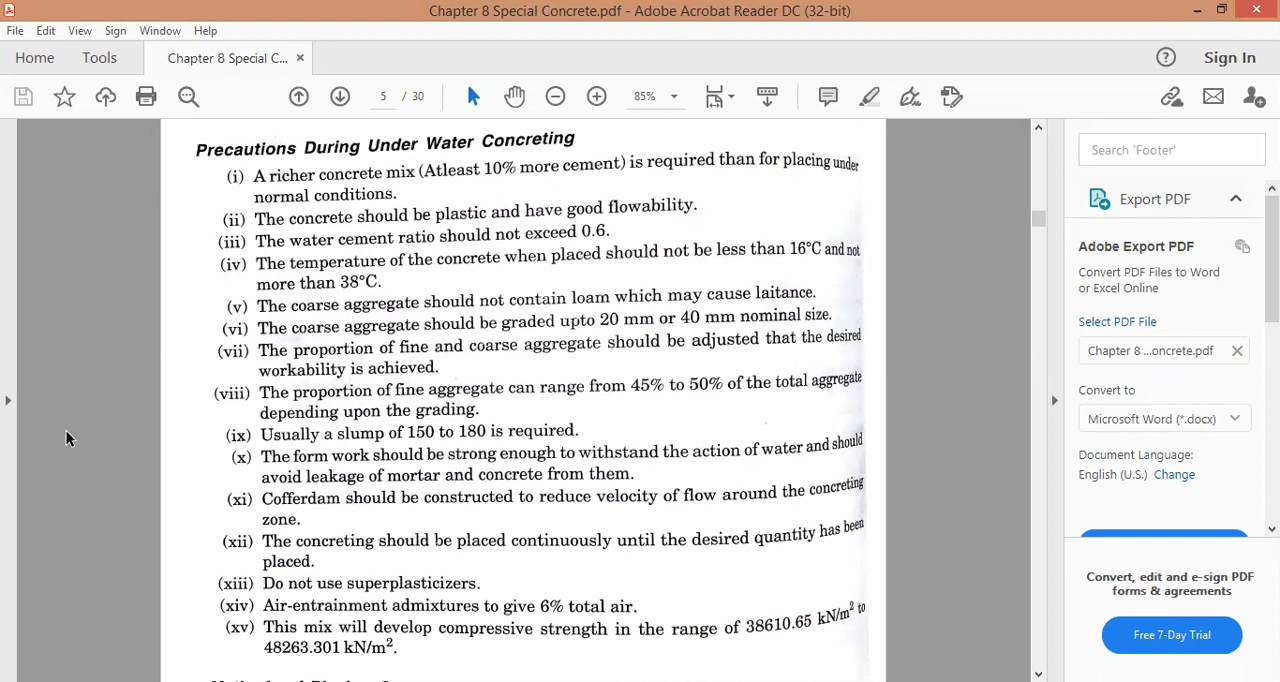 Chapter 8 Special Concrete.pdf - Adobe Acrobat Reader DC (32-bit)
File Edit View Sign Window Help
Home Tools Chapter 8 Special C... × Sign In
5 / 30 85%
Precautions During Under Water Concreting
(i) A richer concrete mix (Atleast 10% more cement) is required than for placing under
normal conditions.
(ii) The concrete should be plastic and have good flowability.
(iii) The water cement ratio should not exceed 0.6.
(iv) The temperature of the concrete when placed should not be less than 16°C and not
more than 38°C.
(v) The coarse aggregate should not contain loam which may cause laitance.
(vi) The coarse aggregate should be graded upto 20 mm or 40 mm nominal size.
(vii) The proportion of fine and coarse aggregate should be adjusted that the desired
workability is achieved.
(viii) The proportion of fine aggregate can range from 45% to 50% of the total aggregate
depending upon the grading.
(ix) Usually a slump of 150 to 180 is required.
(x) The form work should be strong enough to withstand the action of water and should
avoid leakage of mortar and concrete from them.
(xi) Cofferdam should be constructed to reduce velocity of flow around the concreting
zone.
(xii) The concreting should be placed continuously until the desired quantity has been
placed.
(xiii) Do not use superplasticizers.
(xiv) Air-entrainment admixtures to give 6% total air.
(xv) This mix will develop compressive strength in the range of 38610.65 kN/m² to
48263.301 kN/m².
Search 'Footer'
Export PDF
Adobe Export PDF
Convert PDF Files to Word
or Excel Online
Select PDF File
Chapter 8 ...oncrete.pdf
Convert to
Microsoft Word (*.docx)
Document Language:
English (U.S.) Change
Convert, edit and e-sign PDF
forms & agreements
Free 7-Day Trial